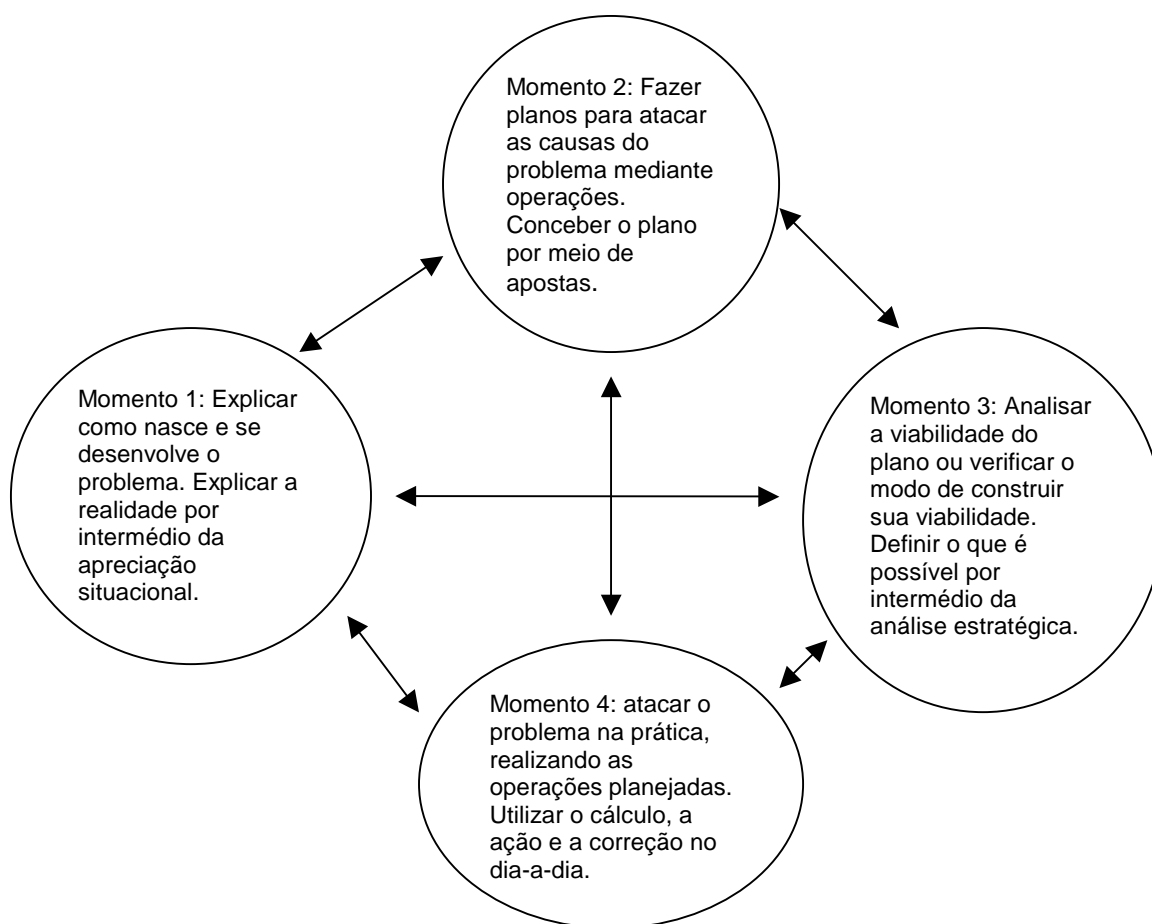 Momento 2: Fazer
planos para atacar
as causas do
problema mediante
operações.
Conceber o plano
por meio de
apostas.
Momento 1: Explicar
como nasce e se
desenvolve o
problema. Explicar a
realidade por
intermédio da
apreciação
situacional.
Momento 3: Analisar
a viabilidade do
plano ou verificar o
modo de construir
sua viabilidade.
Definir o que é
possível por
intermédio da
análise estratégica.
Momento 4: atacar o
problema na prática,
realizando as
operações planejadas.
Utilizar o cálculo, a
ação e a correção no
dia-a-dia.